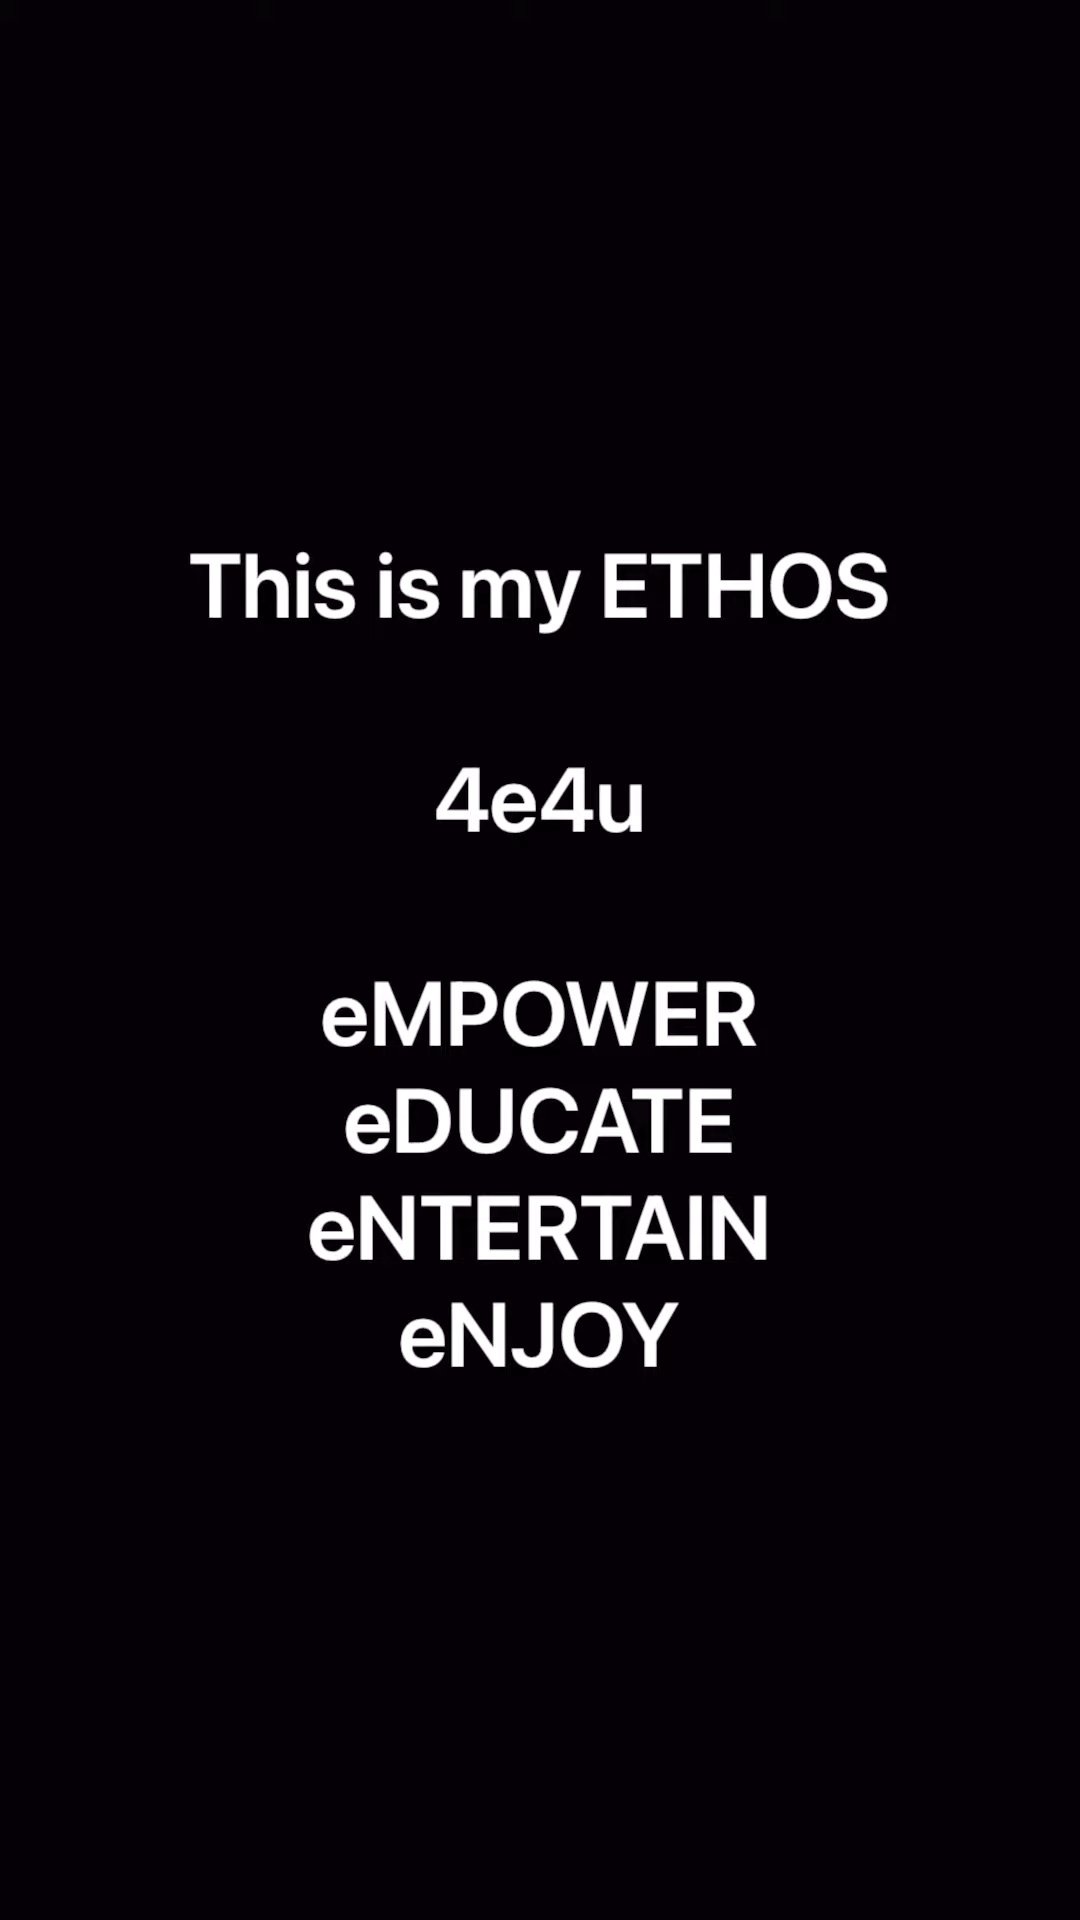 This is my ETHOS
4e4u
eMPOWER
eDUCATE
eNTERTAIN
eNJOY